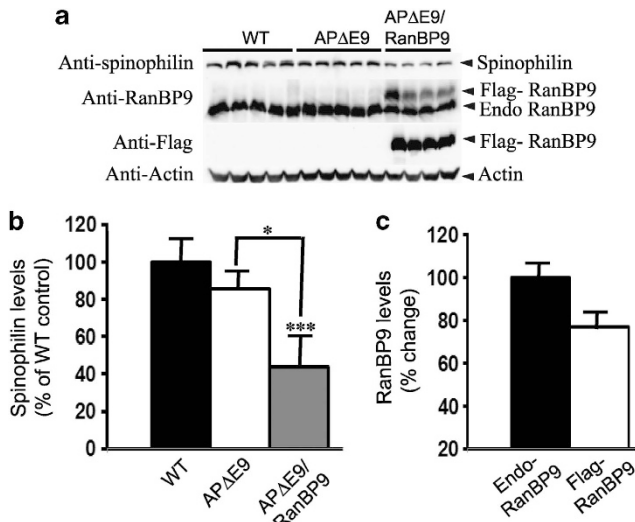 a
WT
APΔE9
APΔE9/
RanBP9
Anti-spinophilin
Spinophilin
Anti-RanBP9
Flag- RanBP9
Endo RanBP9
Anti-Flag
Flag- RanBP9
Anti-Actin
Actin
b
Spinophilin levels
(% of WT control)
120
100
80
60
40
20
0
*
***
WT
APΔE9
APΔE9/
RanBP9
c
RanBP9 levels
(% change)
120
100
80
60
40
20
Endo-
RanBP9
Flag-
RanBP9